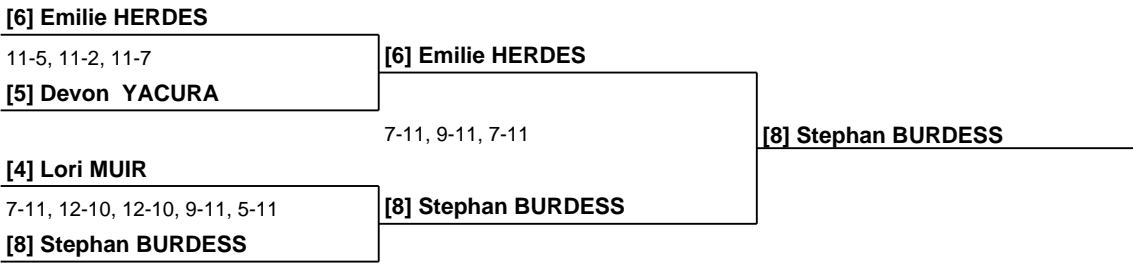 [6] Emilie HERDES
11-5, 11-2, 11-7
[6] Emilie HERDES
[5] Devon  YACURA
7-11, 9-11, 7-11
[8] Stephan BURDESS
[4] Lori MUIR
7-11, 12-10, 12-10, 9-11, 5-11
[8] Stephan BURDESS
[8] Stephan BURDESS